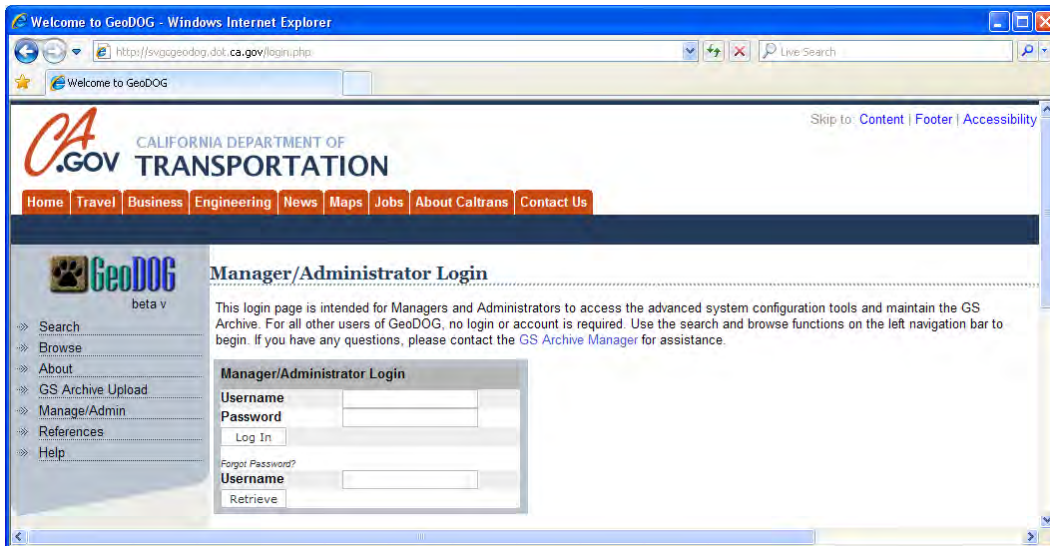 Welcome to GeoDOG - Windows Internet Explorer
http://svgcgeodog.dot.ca.gov/login.php
Live Search
Welcome to GeoDOG
Skip to: Content | Footer | Accessibility
CA.GOV
CALIFORNIA DEPARTMENT OF
TRANSPORTATION
Home Travel Business Engineering News Maps Jobs About Caltrans Contact Us
GeoDOG
beta v
Search
Browse
About
GS Archive Upload
Manage/Admin
References
Help
Manager/Administrator Login
This login page is intended for Managers and Administrators to access the advanced system configuration tools and maintain the GS
Archive. For all other users of GeoDOG, no login or account is required. Use the search and browse functions on the left navigation bar to
begin. If you have any questions, please contact the GS Archive Manager for assistance.
Manager/Administrator Login
Username
Password
Log In
Forgot Password?
Username
Retrieve